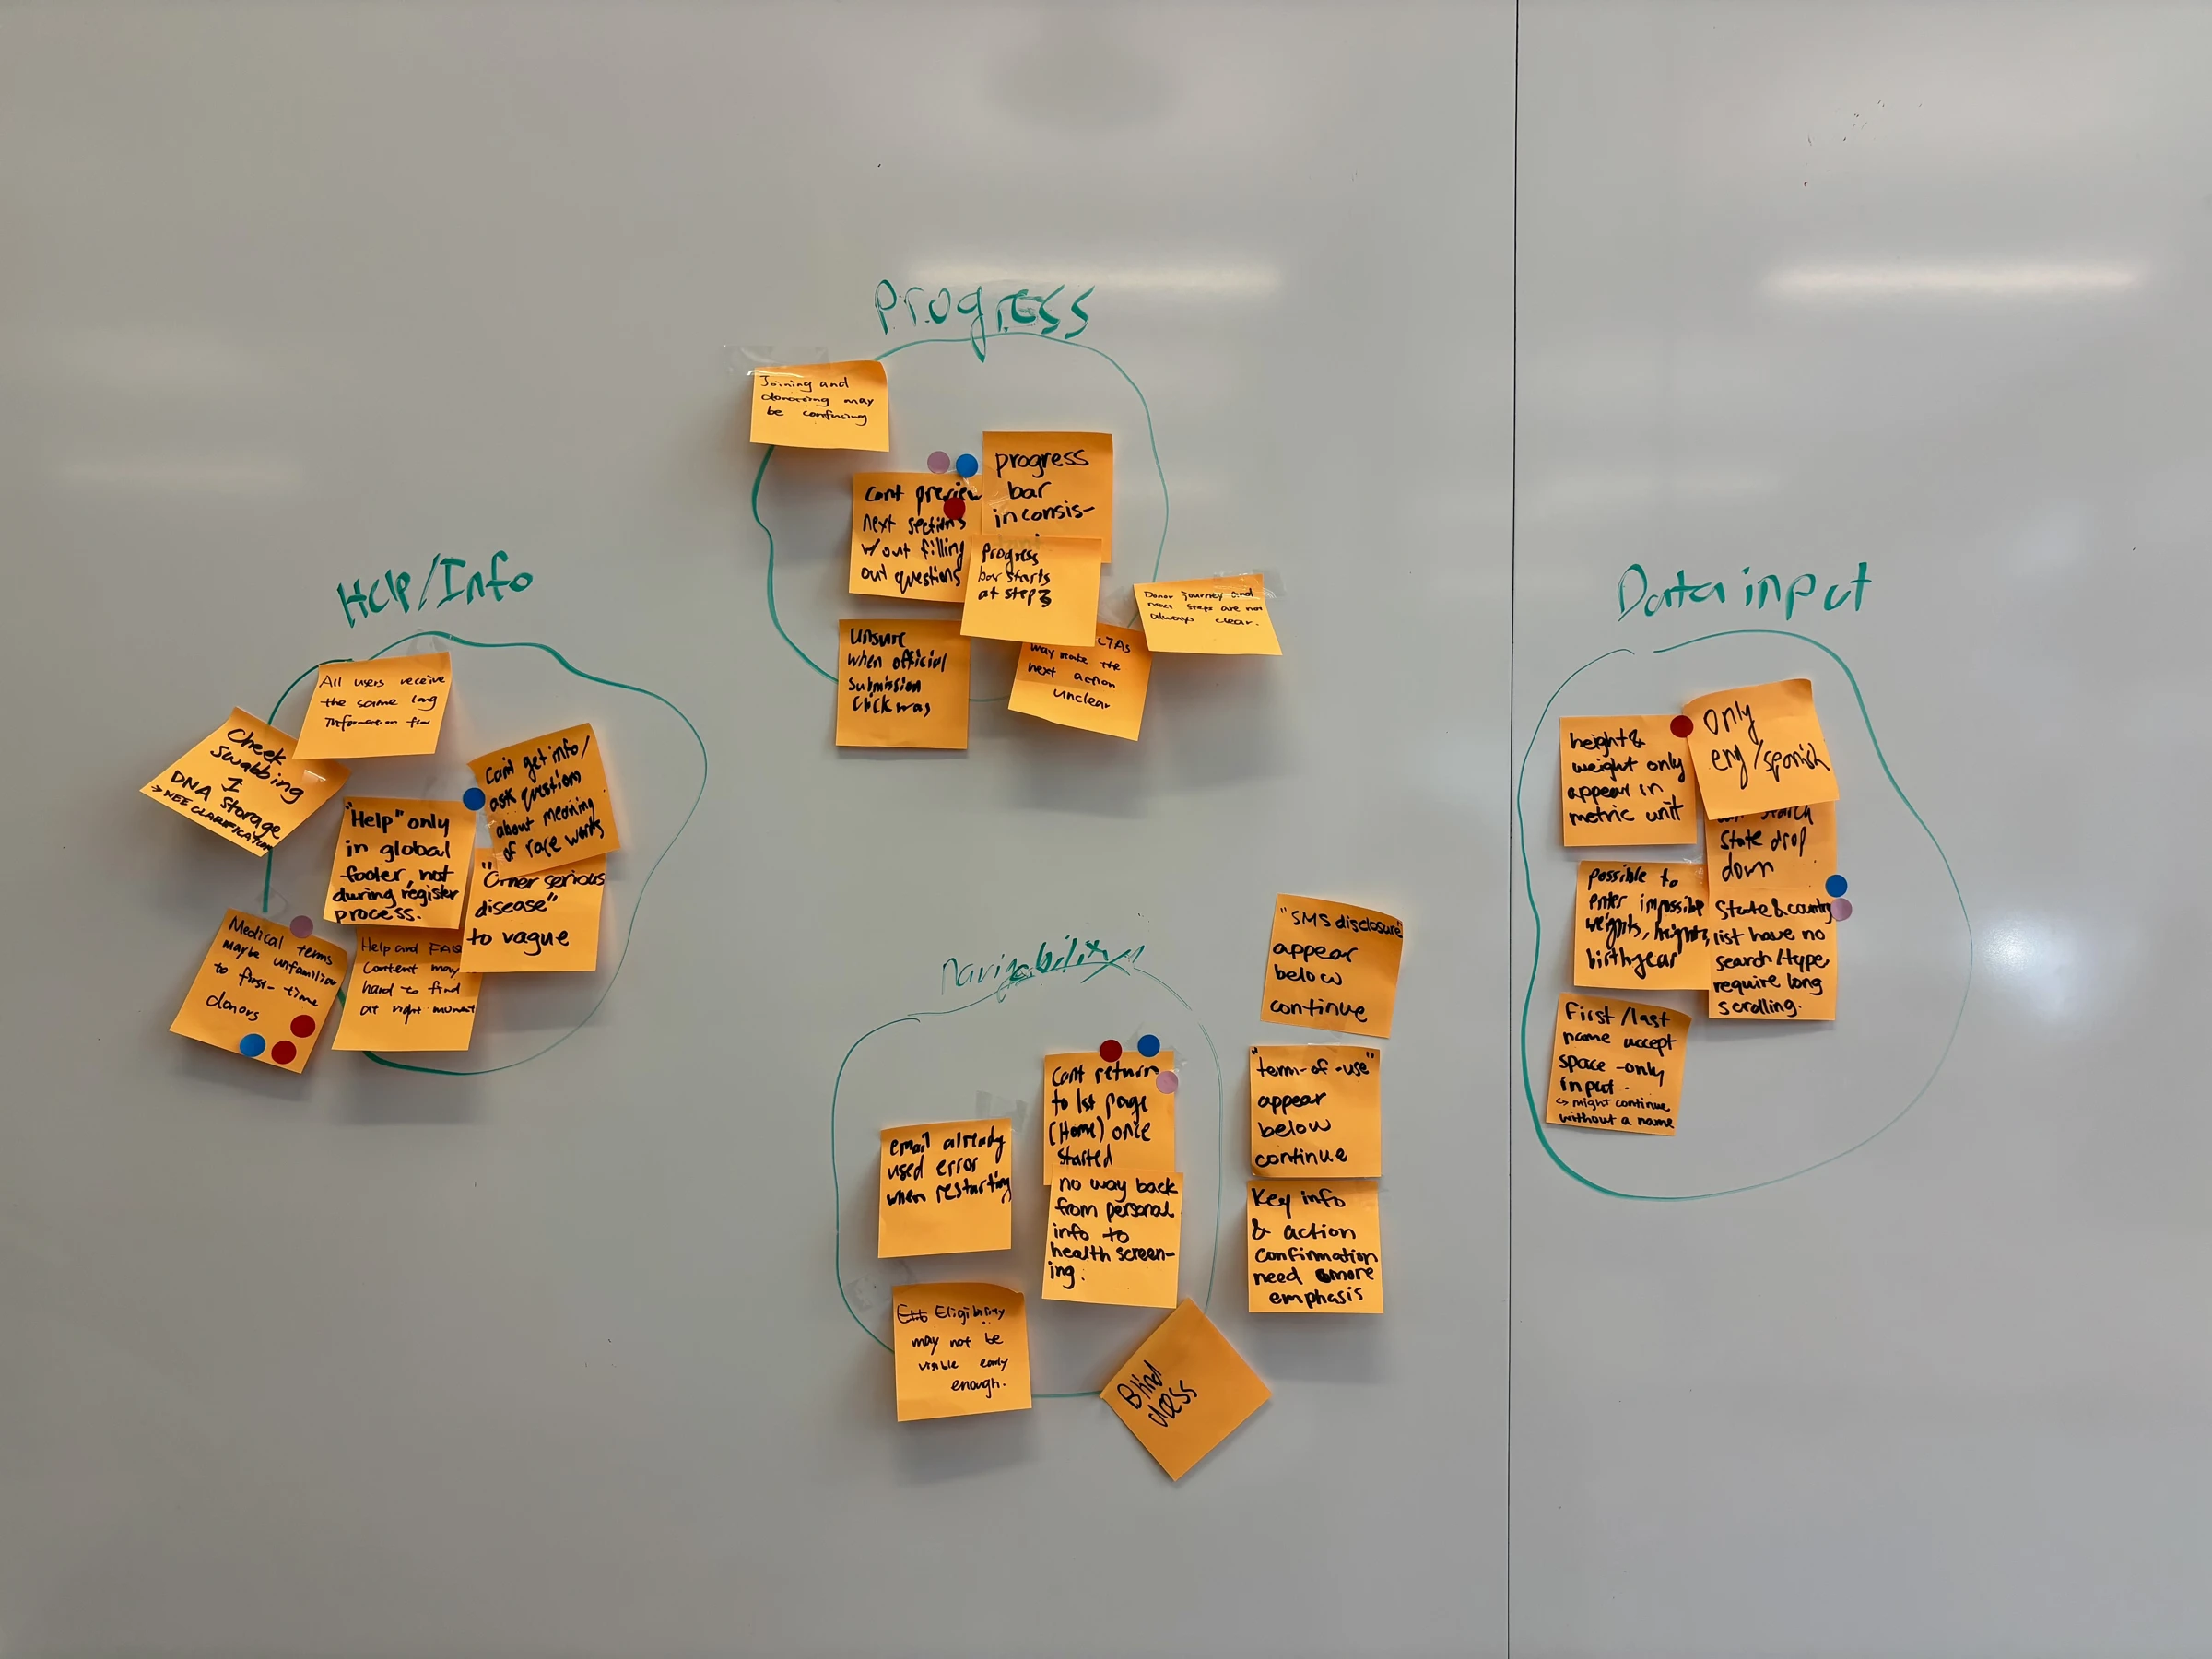 Progress
Joining and
donating may
be confusing
cant preview
next sections
w/out filling
out questions
progress
bar
inconsis-
Progress
bar starts
at step 3
Unsure
when official
submission
click was
CTAs
may make the
next action
unclear
Donor journey and
next steps are not
always clear.
Help/Info
All users receive
the same long
Information flow
Cheek
swabbing
DNA storage
"Help" only
in global
footer, not
during register
process.
Can't get info/
ask question
about meaning
of race works
"Other serious
disease"
to vague
Medical terms
maybe unfamiliar
to first-time
donors
Help and FAQ
Content may
hard to find
at right moment
Navigability
email already
used error
when restarting
Cant return
to 1st page
(Home) once
started
no way back
from personal
info to
health screen-
ing.
Eligibility
may not be
visible early
enough.
Blind
"SMS disclosure"
appear
below
continue
"term-of-use"
appear
below
continue
Key info
& action
confirmation
need more
emphasis
Data input
height &
weight only
appear in
metric unit
Only
eng/spanish
search
State drop
down
possible to
enter impossible
weights, heights,
birthyear
State & country
list have no
search/type,
require long
scrolling.
First/last
name accept
space-only
input.
↳ might continue
without a name